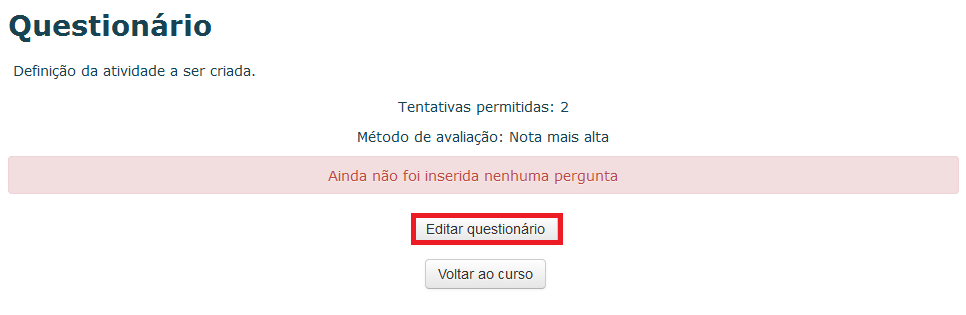 Questionário
Definição da atividade a ser criada.
Tentativas permitidas: 2
Método de avaliação: Nota mais alta
Ainda não foi inserida nenhuma pergunta
Editar questionário
Voltar ao curso